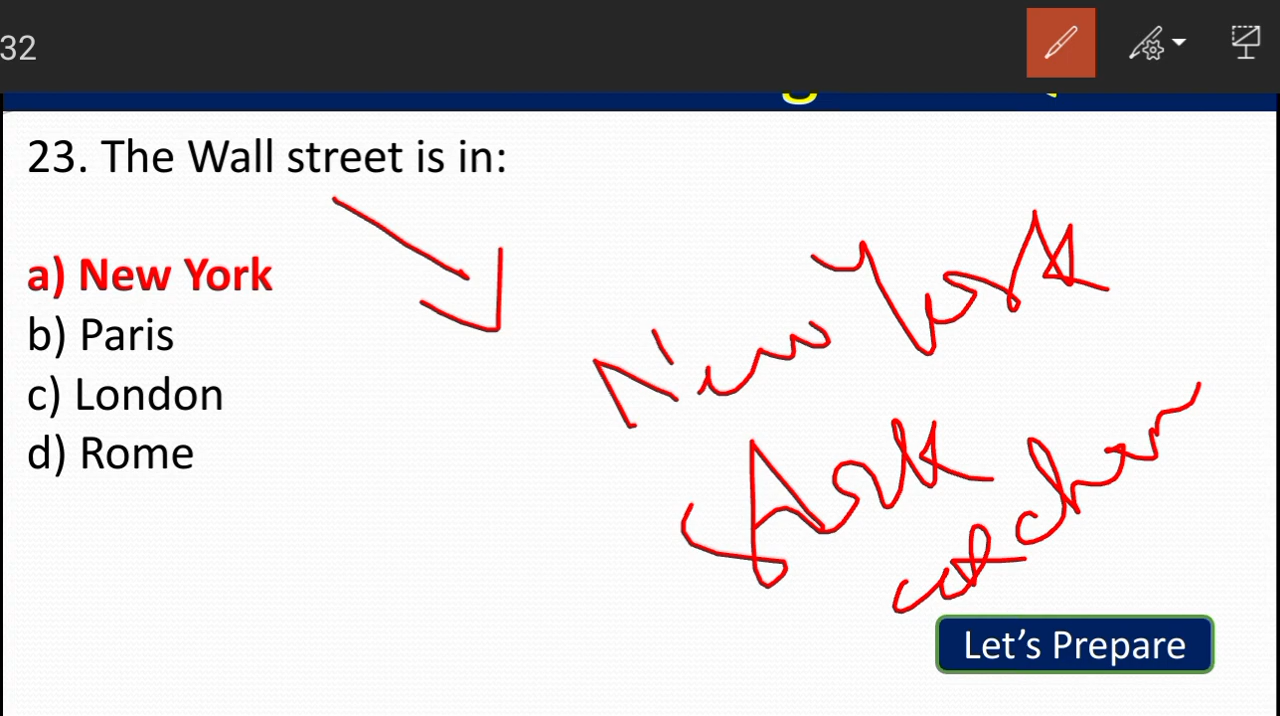 32
23. The Wall street is in:
a) New York
b) Paris
c) London
d) Rome
New York
Let's Prepare